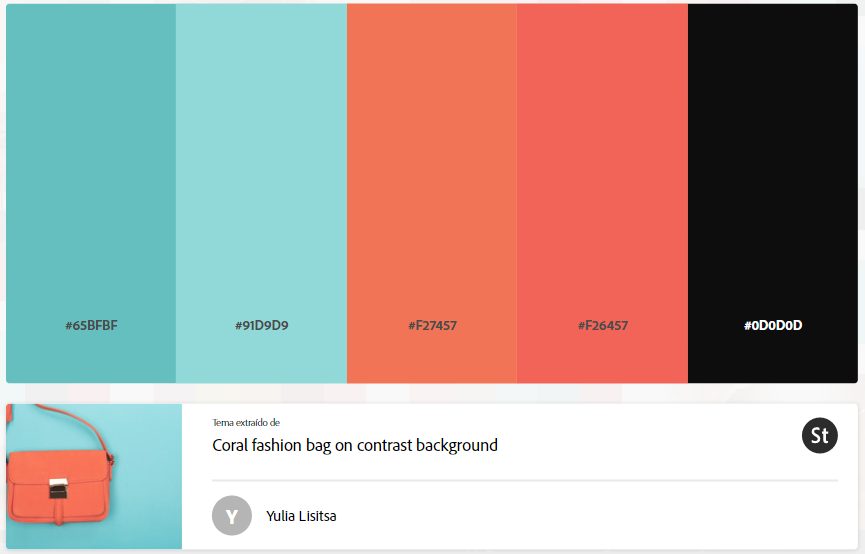 #65BFBF
#91D9D9
#F27457
#F26457
#0D0D0D
Tema extraído de
Coral fashion bag on contrast background
St
Y
Yulia Lisitsa